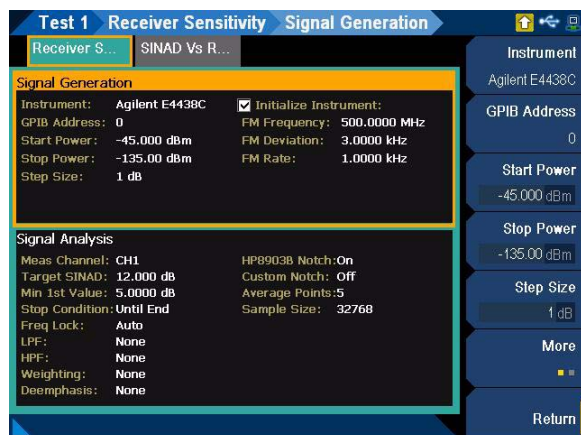 Test 1 Receiver Sensitivity Signal Generation
Receiver S... SINAD Vs R...
Signal Generation
Instrument: Agilent E4438C Initialize Instrument:
GPIB Address: 0 FM Frequency: 500.0000 MHz
Start Power: -45.000 dBm FM Deviation: 3.0000 kHz
Stop Power: -135.00 dBm FM Rate: 1.0000 kHz
Step Size: 1 dB
Signal Analysis
Meas Channel: CH1 HP8903B Notch:On
Target SINAD: 12.000 dB Custom Notch: Off
Min 1st Value: 5.0000 dB Average Points:5
Stop Condition:Until End Sample Size: 32768
Freq Lock: Auto
LPF: None
HPF: None
Weighting: None
Deemphasis: None
Instrument
Agilent E4438C
GPIB Address
0
Start Power
-45.000 dBm
Stop Power
-135.00 dBm
Step Size
1 dB
More
Return